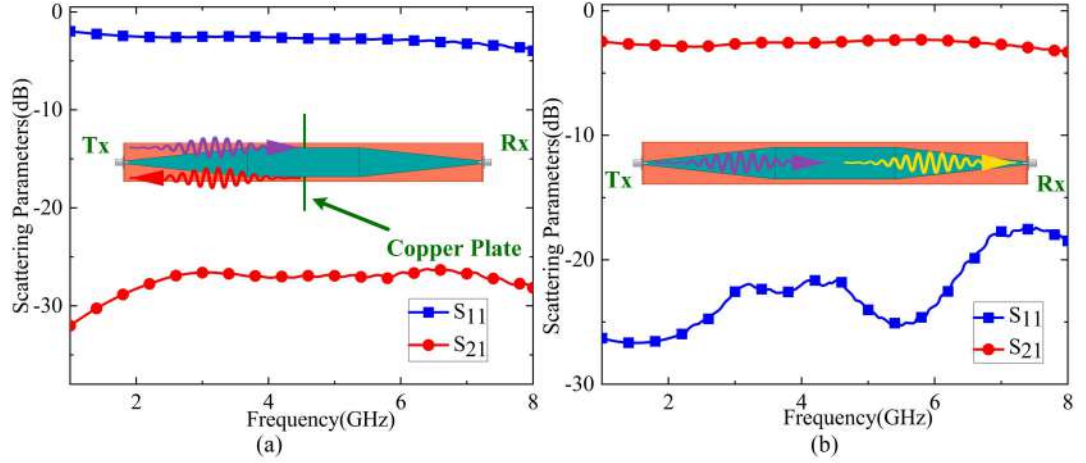 0
-10
-20
-30
Scattering Parameters(dB)
Tx
Rx
Copper Plate
S11
S21
2
4
6
8
Frequency(GHz)
(a)
0
-10
-20
-30
Scattering Parameters(dB)
Tx
Rx
S11
S21
2
4
6
8
Frequency(GHz)
(b)